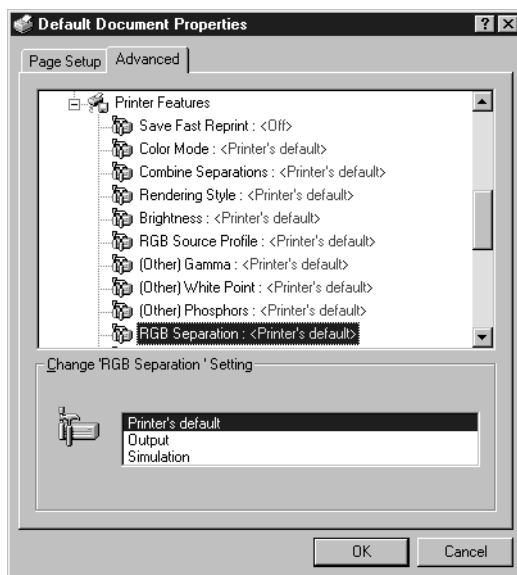 Default Document Properties
Page Setup
Advanced
Printer Features
Save Fast Reprint : <Off>
Color Mode : <Printer's default>
Combine Separations : <Printer's default>
Rendering Style : <Printer's default>
Brightness : <Printer's default>
RGB Source Profile : <Printer's default>
(Other) Gamma : <Printer's default>
(Other) White Point : <Printer's default>
(Other) Phosphors : <Printer's default>
RGB Separation : <Printer's default>
Change 'RGB Separation ' Setting
Printer's default
Output
Simulation
OK
Cancel